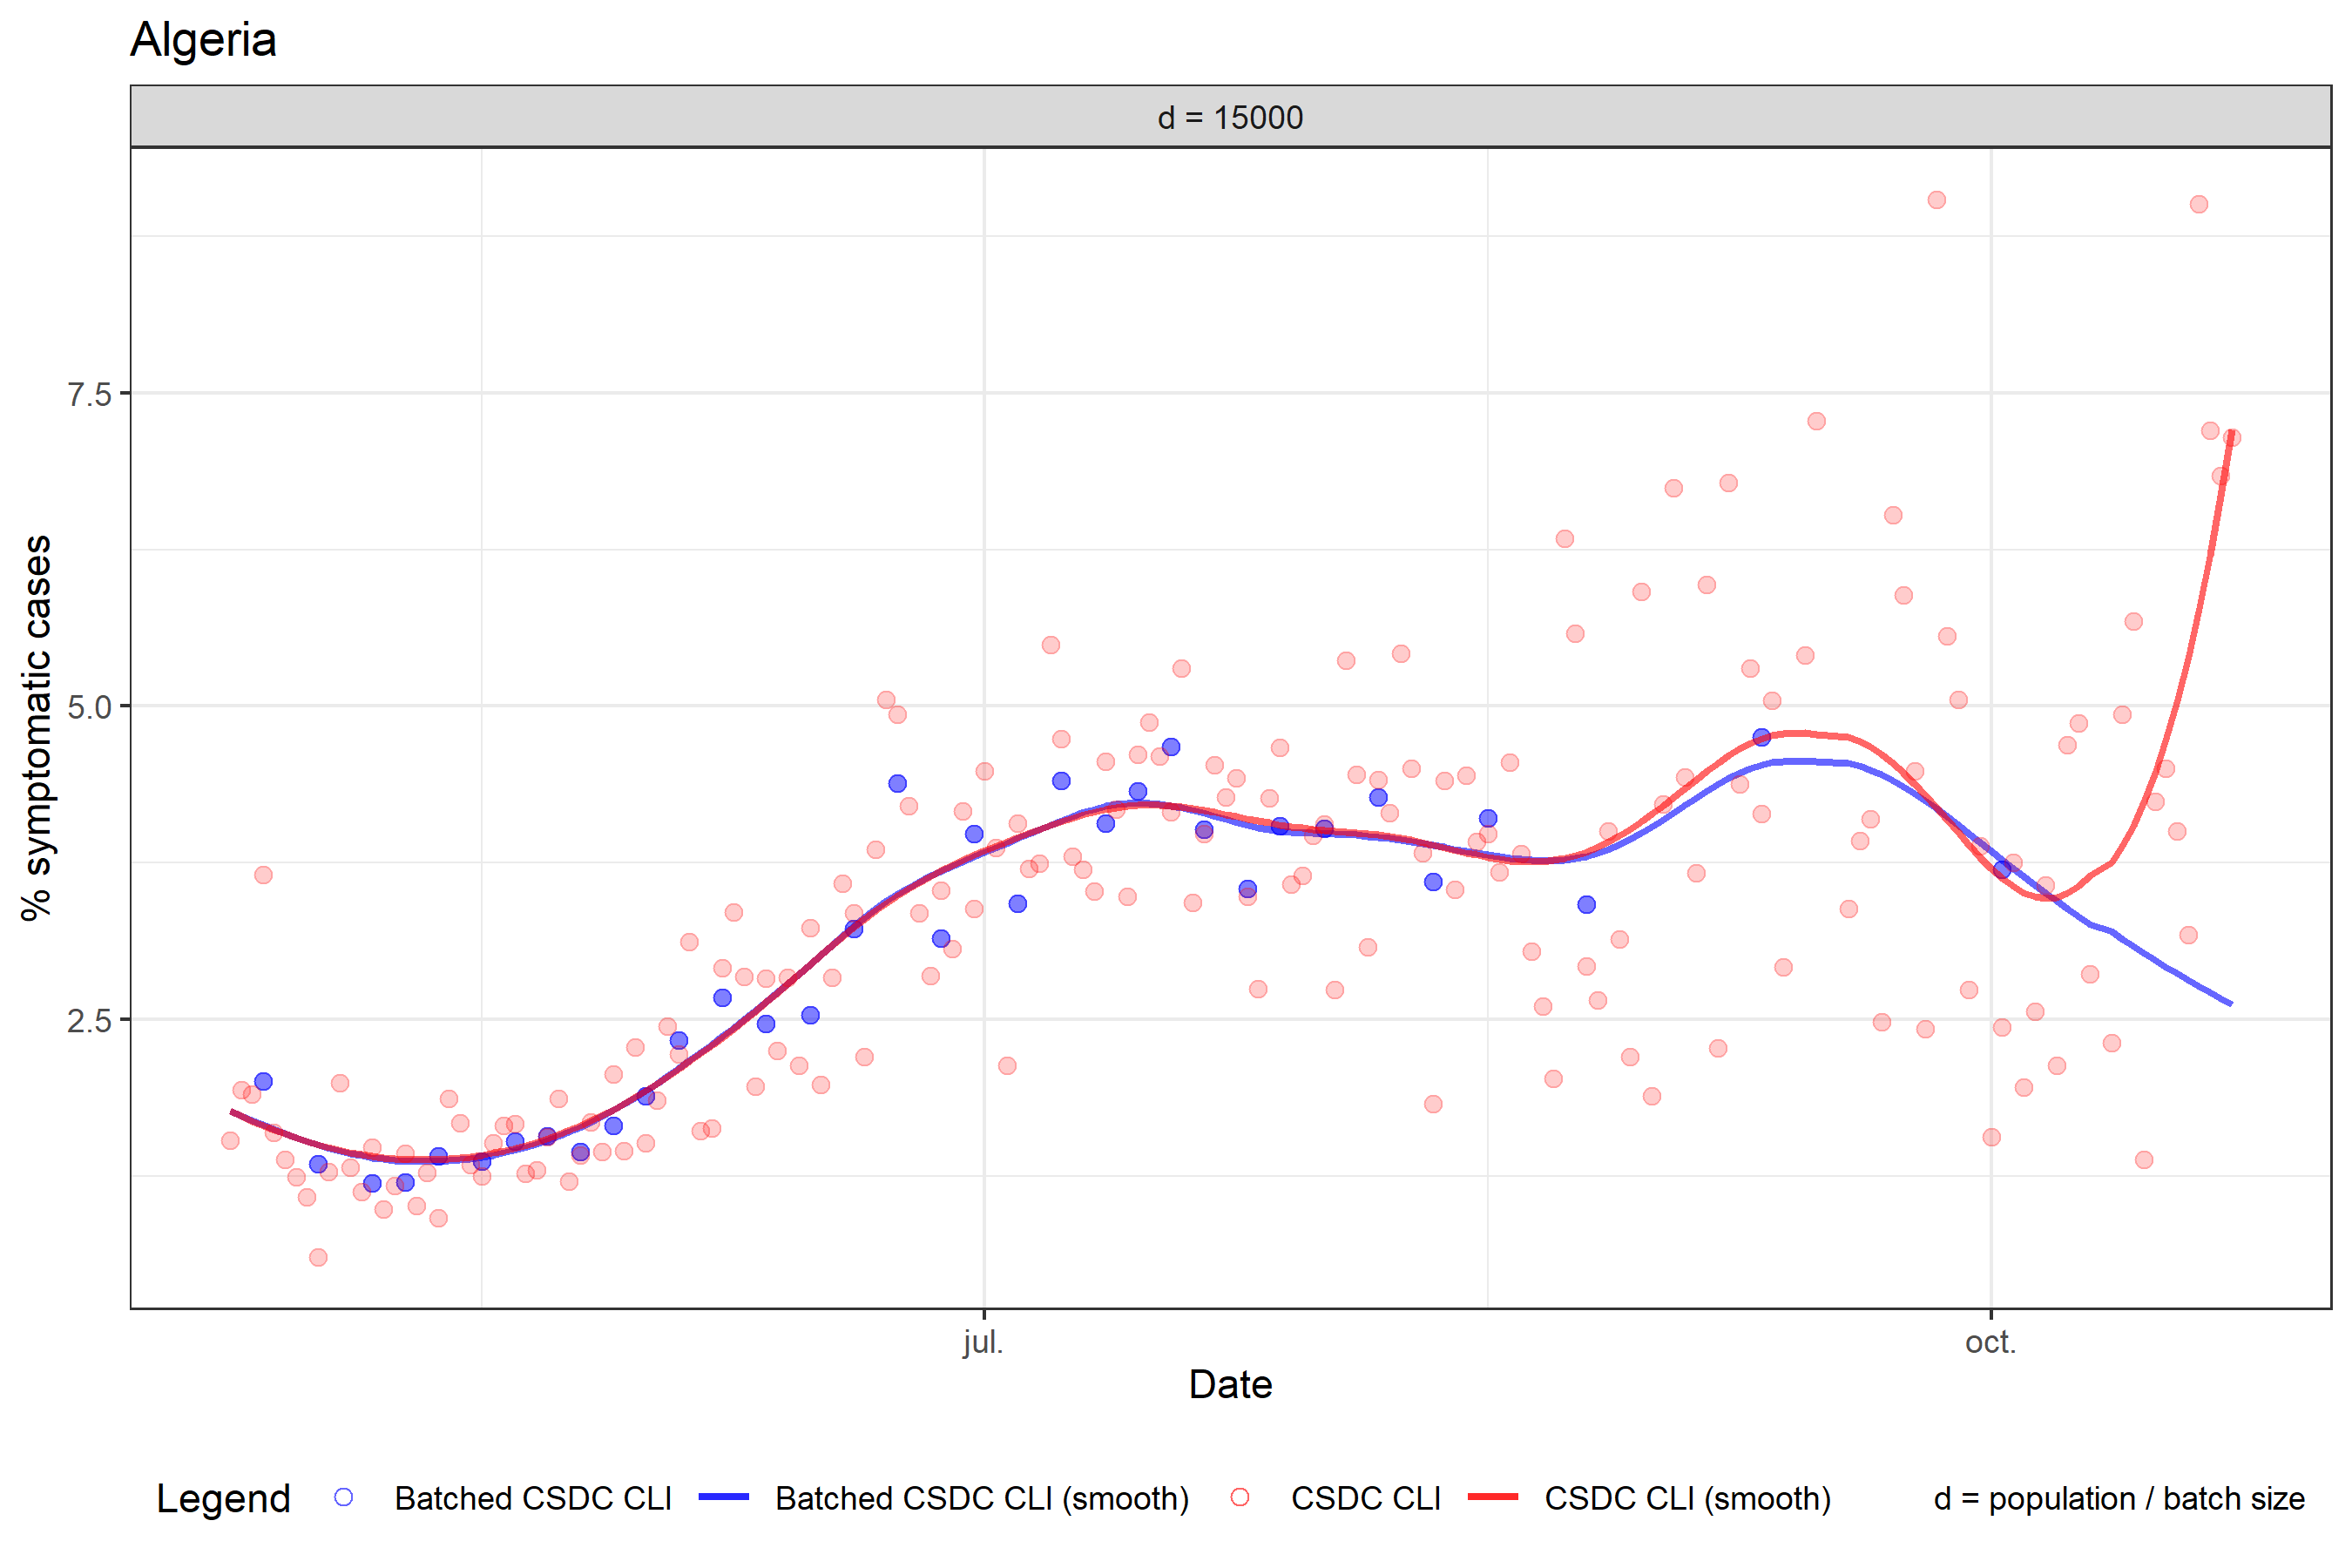 Algeria
d = 15000
% symptomatic cases
7.5
5.0
2.5
jul.
oct.
Date
Legend
Batched CSDC CLI
Batched CSDC CLI (smooth)
CSDC CLI
CSDC CLI (smooth)
d = population / batch size